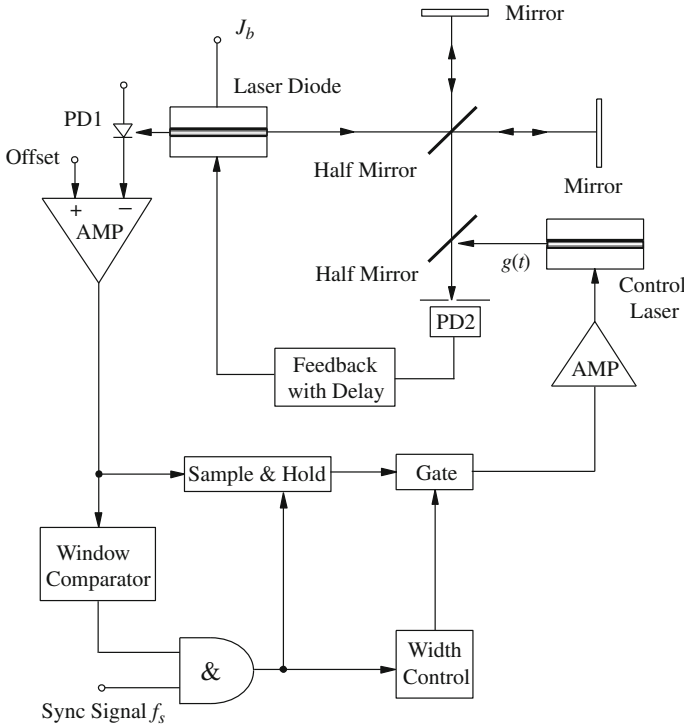 Mirror
J_b
Laser Diode
PD1
Offset
Half Mirror
Mirror
+ −
AMP
Half Mirror
g(t)
Control
Laser
PD2
Feedback
with Delay
AMP
Sample & Hold
Gate
Window
Comparator
&
Width
Control
Sync Signal f_s